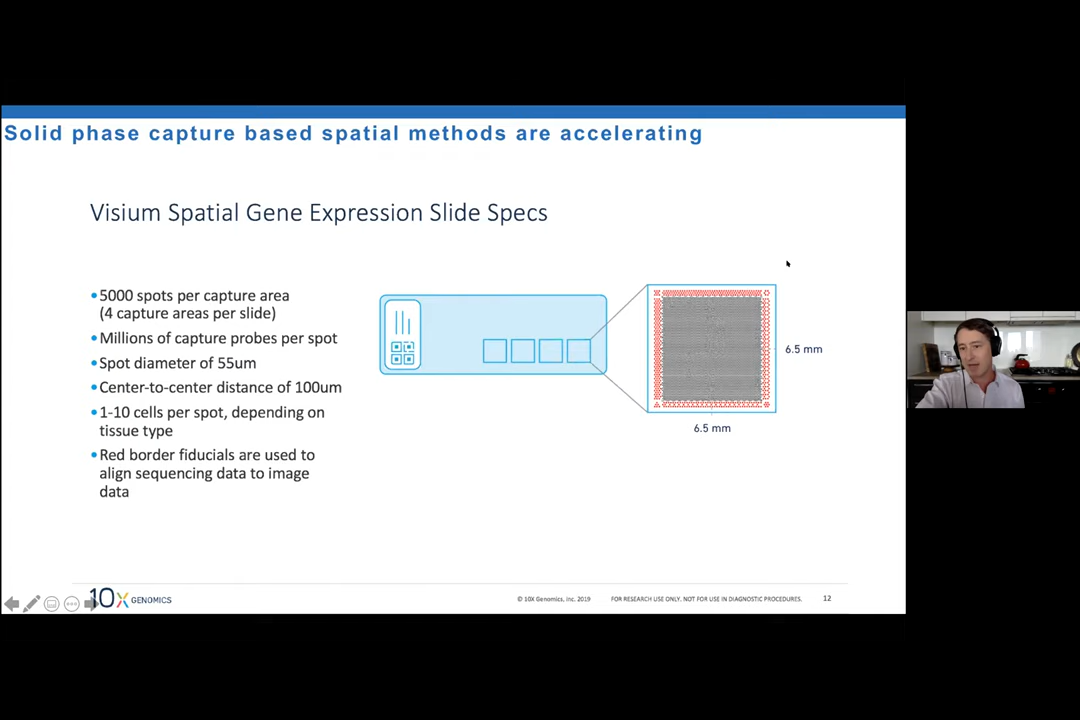 Solid phase capture based spatial methods are accelerating
Visium Spatial Gene Expression Slide Specs
•5000 spots per capture area
(4 capture areas per slide)
•Millions of capture probes per spot
•Spot diameter of 55um
•Center-to-center distance of 100um
•1-10 cells per spot, depending on
tissue type
•Red border fiducials are used to
align sequencing data to image
data
6.5 mm
6.5 mm
10X GENOMICS
© 10X Genomics, Inc. 2019
FOR RESEARCH USE ONLY. NOT FOR USE IN DIAGNOSTIC PROCEDURES.
12